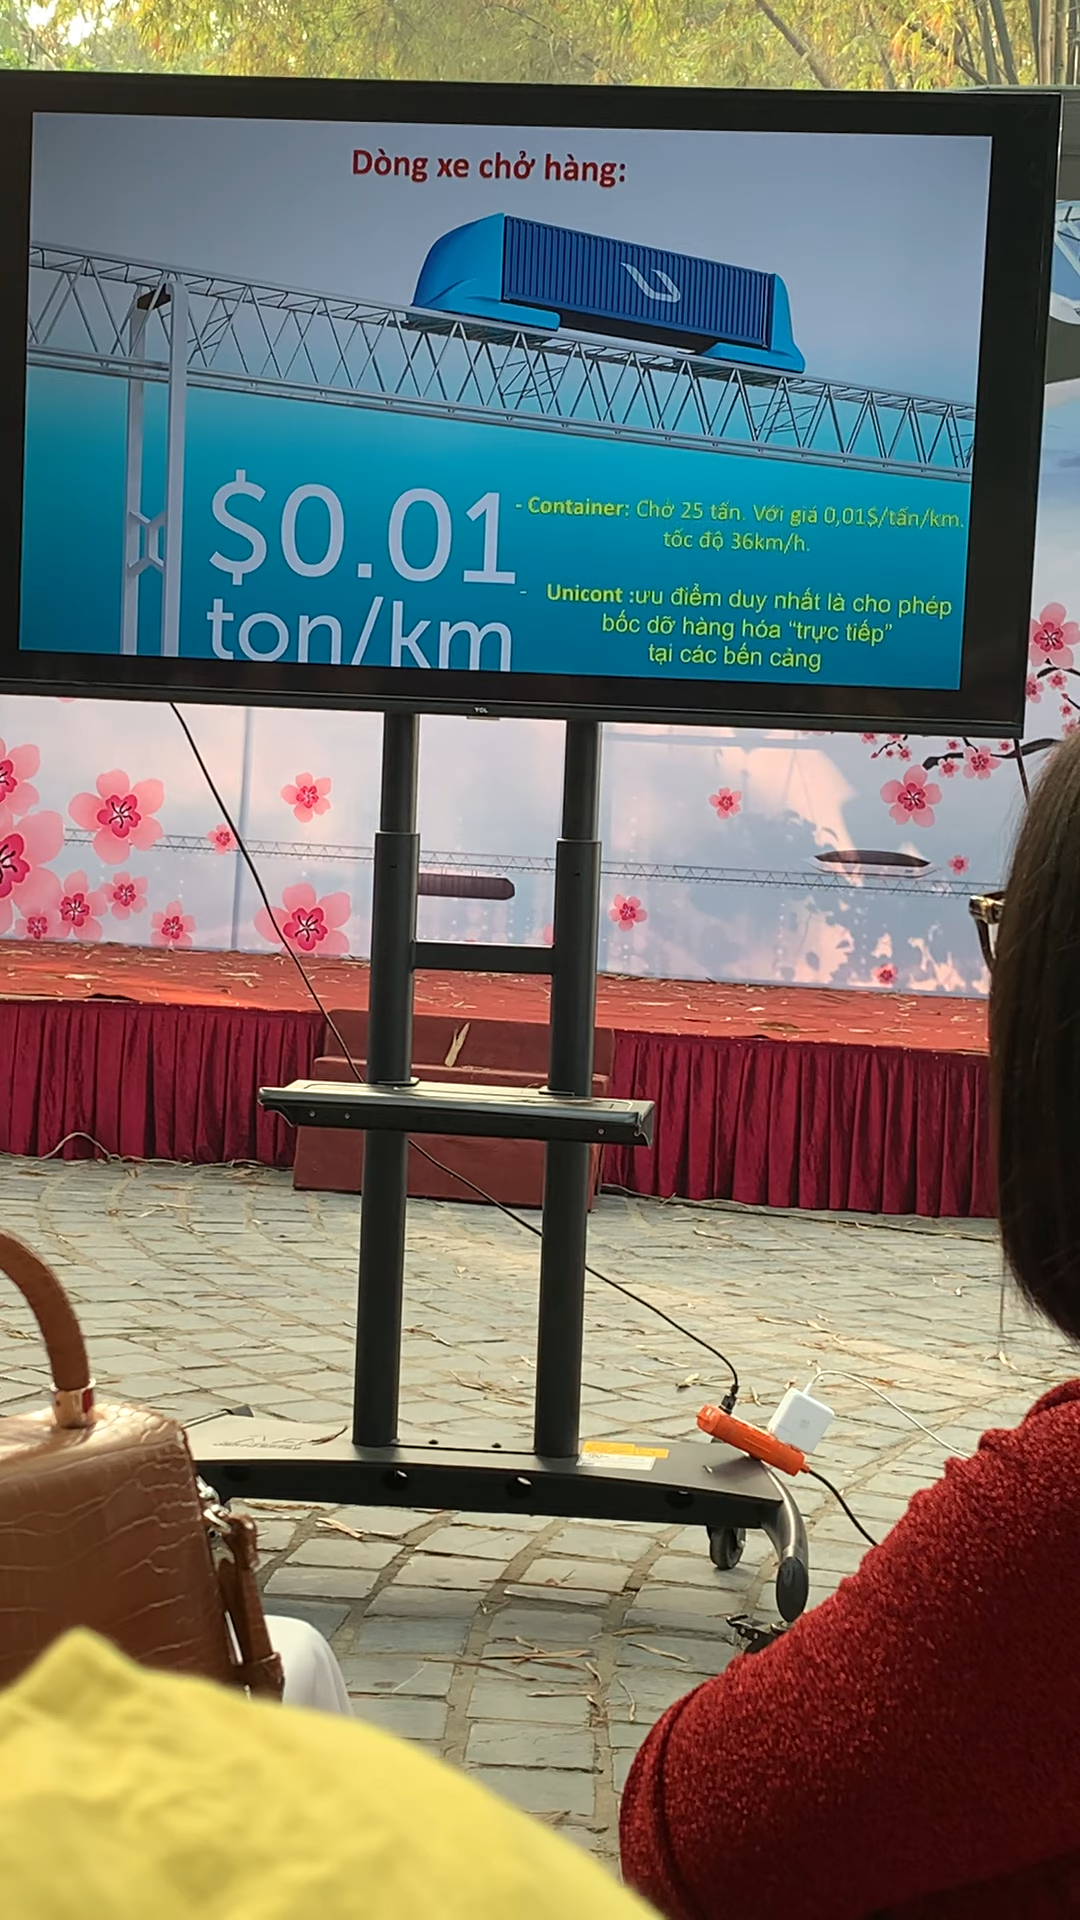 Dòng xe chở hàng:
$0.01
ton/km
- Container: Chở 25 tấn. Với giá 0,01$/tấn/km.
tốc độ 36km/h.
- Unicont :ưu điểm duy nhất là cho phép
bốc dỡ hàng hóa “trực tiếp”
tại các bến cảng
TCL